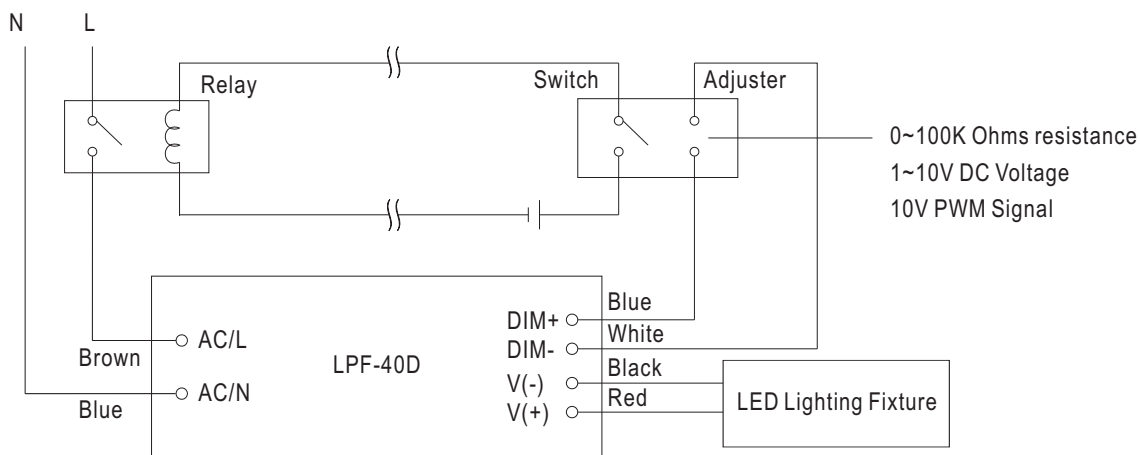 N
L
Relay
Switch
Adjuster
0~100K Ohms resistance
1~10V DC Voltage
10V PWM Signal
Blue
DIM+
White
DIM-
AC/L
Brown
LPF-40D
Black
V(-)
AC/N
Red
V(+)
Blue
LED Lighting Fixture